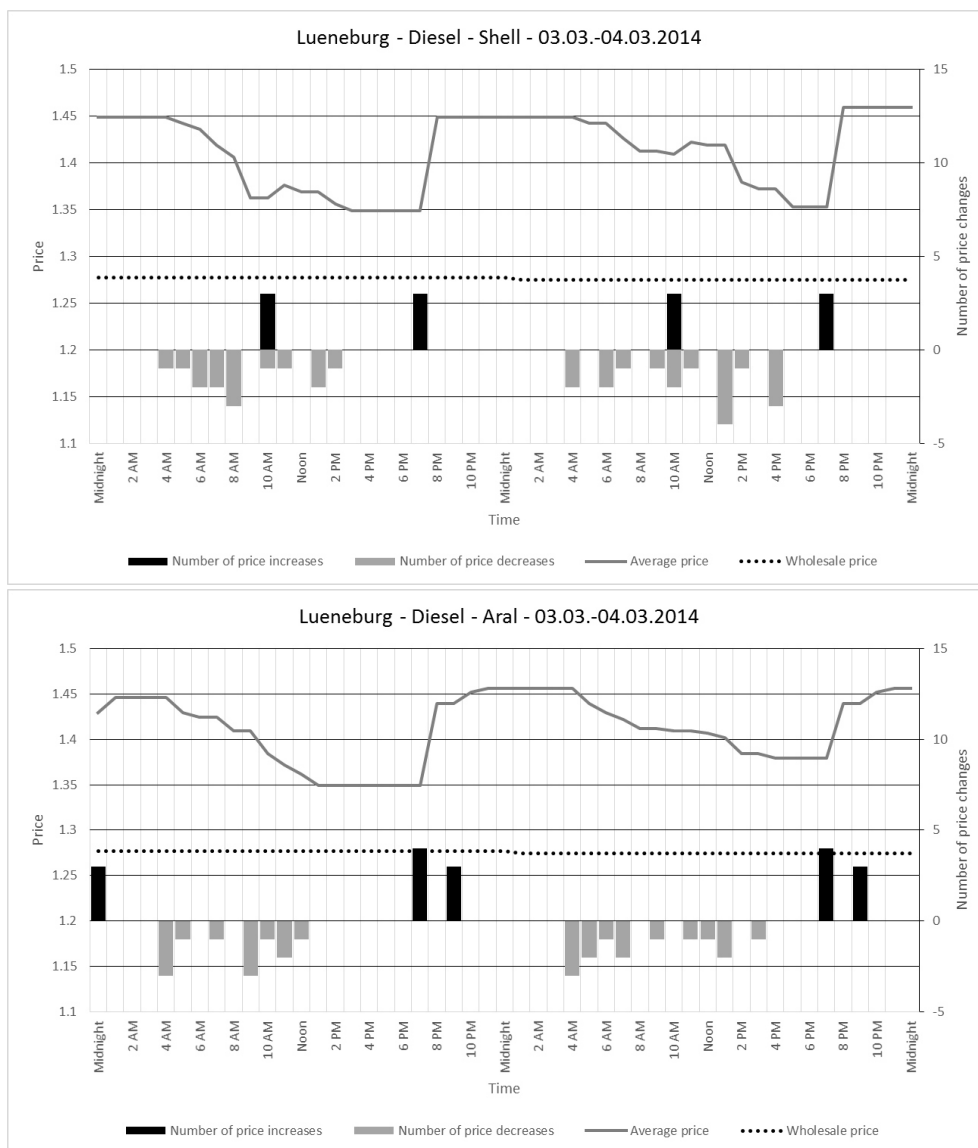 Lueneburg - Diesel - Shell - 03.03.-04.03.2014
1.5
1.45
1.4
1.35
1.3
1.25
1.2
1.15
1.1
Price
15
10
5
0
-5
Number of price changes
Midnight
2 AM
4 AM
6 AM
8 AM
10 AM
Noon
2 PM
4 PM
6 PM
8 PM
10 PM
Midnight
2 AM
4 AM
6 AM
8 AM
10 AM
Noon
2 PM
4 PM
6 PM
8 PM
10 PM
Midnight
Time
Number of price increases Number of price decreases Average price Wholesale price
Lueneburg - Diesel - Aral - 03.03.-04.03.2014
1.5
1.45
1.4
1.35
1.3
1.25
1.2
1.15
1.1
Price
15
10
5
0
-5
Number of price changes
Midnight
2 AM
4 AM
6 AM
8 AM
10 AM
Noon
2 PM
4 PM
6 PM
8 PM
10 PM
Midnight
2 AM
4 AM
6 AM
8 AM
10 AM
Noon
2 PM
4 PM
6 PM
8 PM
10 PM
Midnight
Time
Number of price increases Number of price decreases Average price Wholesale price